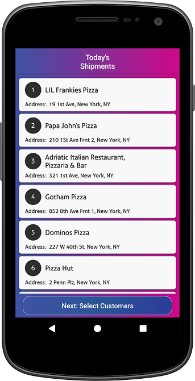 Today's
Shipments
1 LIL Frankies Pizza
Address: 19 1st Ave, New York, NY
2 Papa John's Pizza
Address: 210 1St Ave Frnt 2, New York, NY
3 Adriatic Italian Restaurant,
Pizzaria & Bar
Address: 321 1st Ave, New York, NY
4 Gotham Pizza
Address: 852 8th Ave Frnt 1, New York, NY
5 Dominos Pizza
Address: 227 W 40th St, New York, NY
6 Pizza Hut
Address: 2 Penn Plz, New York, NY
Next: Select Customers